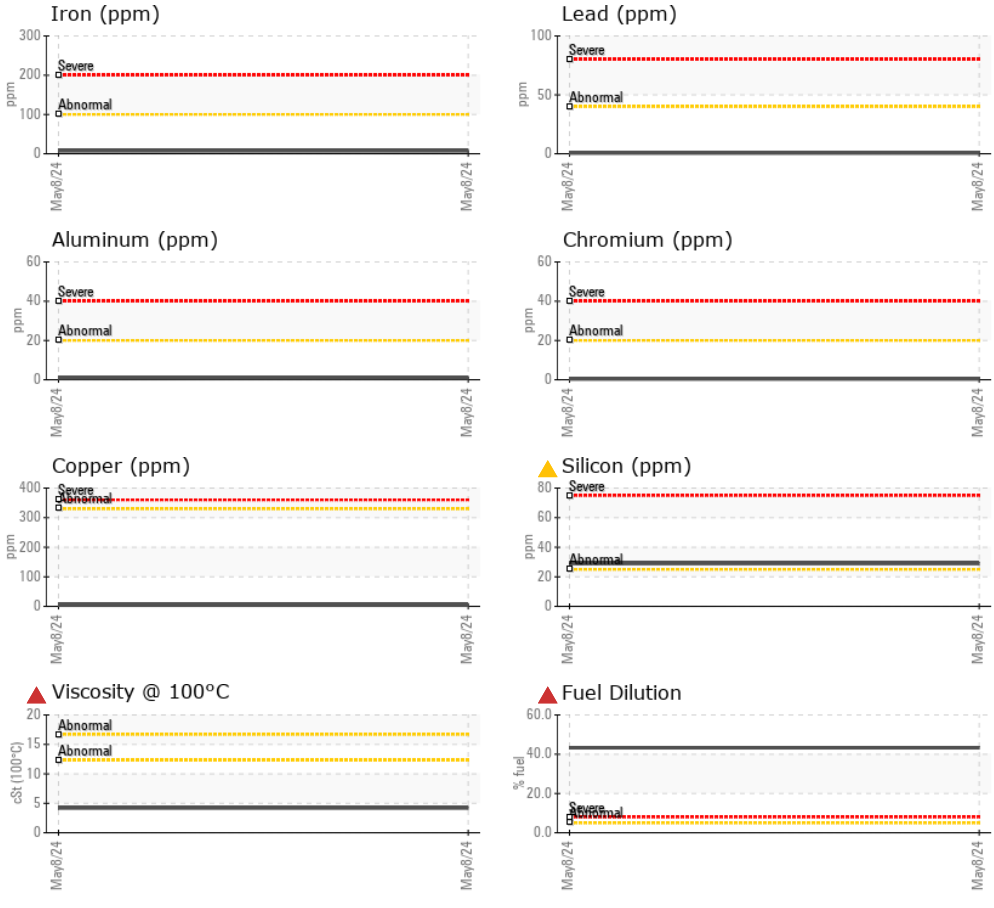 Iron (ppm)
300
200
100
0
ppm
Severe
Abnormal
May8/24
May8/24
Lead (ppm)
100
50
0
ppm
Severe
Abnormal
May8/24
May8/24
Aluminum (ppm)
60
40
20
0
ppm
Severe
Abnormal
May8/24
May8/24
Chromium (ppm)
60
40
20
0
ppm
Severe
Abnormal
May8/24
May8/24
Copper (ppm)
400
300
200
100
0
ppm
Severe
Abnormal
May8/24
May8/24
Silicon (ppm)
80
60
40
20
0
ppm
Severe
Abnormal
May8/24
May8/24
Viscosity @ 100°C
20
15
10
5
0
cSt (100°C)
Abnormal
Abnormal
May8/24
May8/24
Fuel Dilution
60.0
40.0
20.0
0.0
% fuel
Severe
Abnormal
May8/24
May8/24